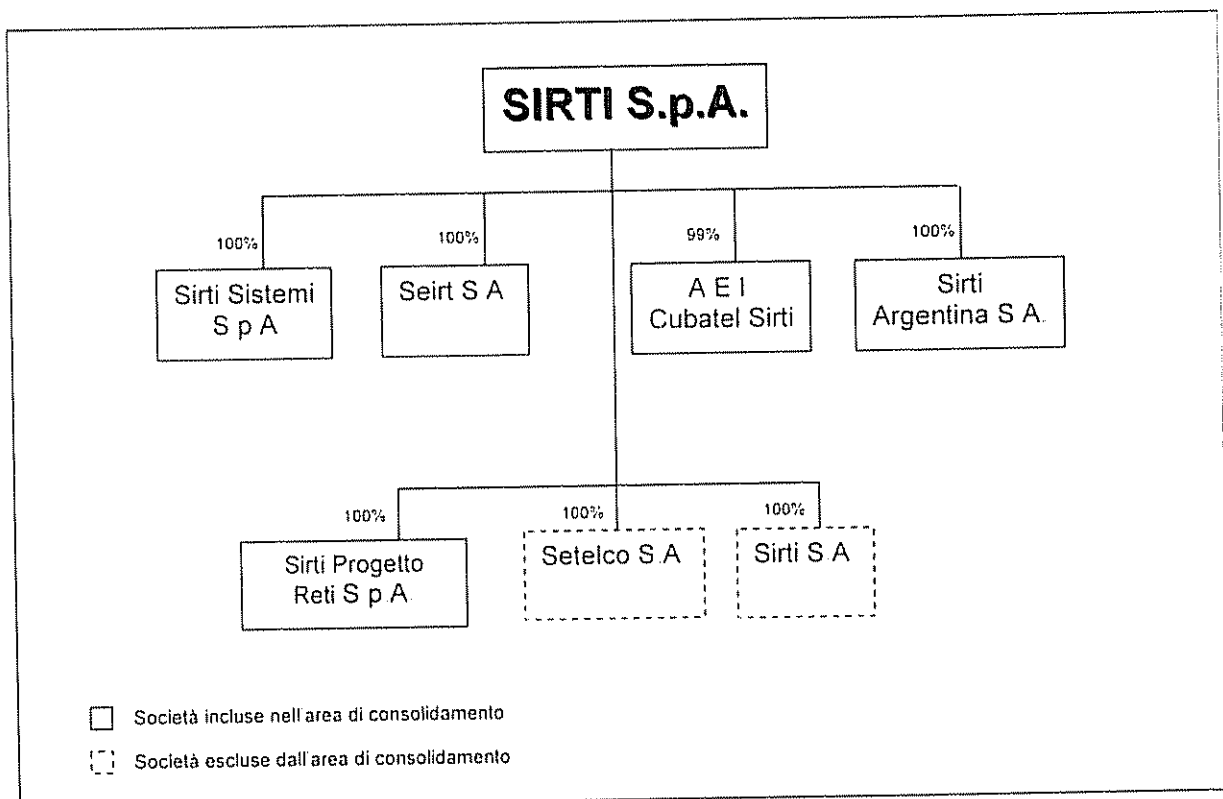 SIRTI S.p.A.
100%
100%
99%
100%
Sirti Sistemi
S p A
Seirt S A
A E I
Cubatel Sirti
Sirti
Argentina S A.
100%
100%
100%
Sirti Progetto
Reti S p.A.
Setelco S.A
Sirti S.A
Società incluse nell'area di consolidamento
Società escluse dall'area di consolidamento